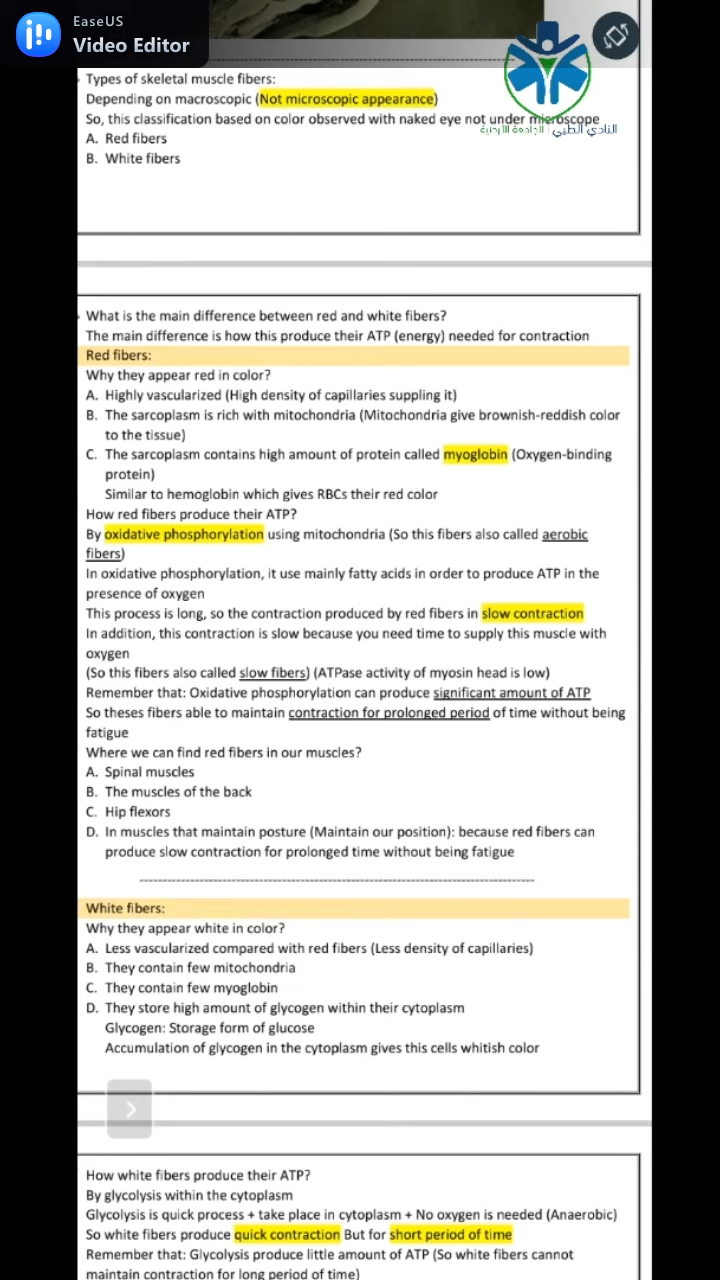 EaseUS
Video Editor
Types of skeletal muscle fibers:
Depending on macroscopic (Not microscopic appearance)
So, this classification based on color observed with naked eye not under microscope
النادي الطبي | الجامعة الأردنية
A. Red fibers
B. White fibers
What is the main difference between red and white fibers?
The main difference is how this produce their ATP (energy) needed for contraction
Red fibers:
Why they appear red in color?
A. Highly vascularized (High density of capillaries suppling it)
B. The sarcoplasm is rich with mitochondria (Mitochondria give brownish-reddish color
to the tissue)
C. The sarcoplasm contains high amount of protein called myoglobin (Oxygen-binding
protein)
Similar to hemoglobin which gives RBCs their red color
How red fibers produce their ATP?
By oxidative phosphorylation using mitochondria (So this fibers also called aerobic
fibers)
In oxidative phosphorylation, it use mainly fatty acids in order to produce ATP in the
presence of oxygen
This process is long, so the contraction produced by red fibers in slow contraction
In addition, this contraction is slow because you need time to supply this muscle with
oxygen
(So this fibers also called slow fibers) (ATPase activity of myosin head is low)
Remember that: Oxidative phosphorylation can produce significant amount of ATP
So theses fibers able to maintain contraction for prolonged period of time without being
fatigue
Where we can find red fibers in our muscles?
A. Spinal muscles
B. The muscles of the back
C. Hip flexors
D. In muscles that maintain posture (Maintain our position): because red fibers can
produce slow contraction for prolonged time without being fatigue
White fibers:
Why they appear white in color?
A. Less vascularized compared with red fibers (Less density of capillaries)
B. They contain few mitochondria
C. They contain few myoglobin
D. They store high amount of glycogen within their cytoplasm
Glycogen: Storage form of glucose
Accumulation of glycogen in the cytoplasm gives this cells whitish color
How white fibers produce their ATP?
By glycolysis within the cytoplasm
Glycolysis is quick process + take place in cytoplasm + No oxygen is needed (Anaerobic)
So white fibers produce quick contraction But for short period of time
Remember that: Glycolysis produce little amount of ATP (So white fibers cannot
maintain contraction for long period of time)